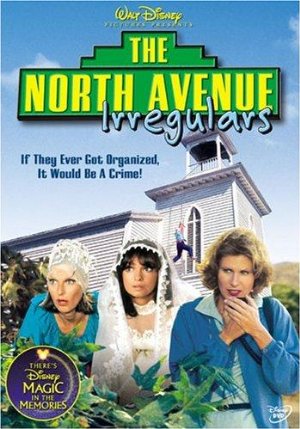 WALT DISNEY
PICTURES PRESENTS
THE
NORTH AVENUE
Irregulars
If They Ever Got Organized,
It Would Be A Crime!
THERE'S
Disney
MAGIC
IN THE
MEMORIES
Disney
DVD